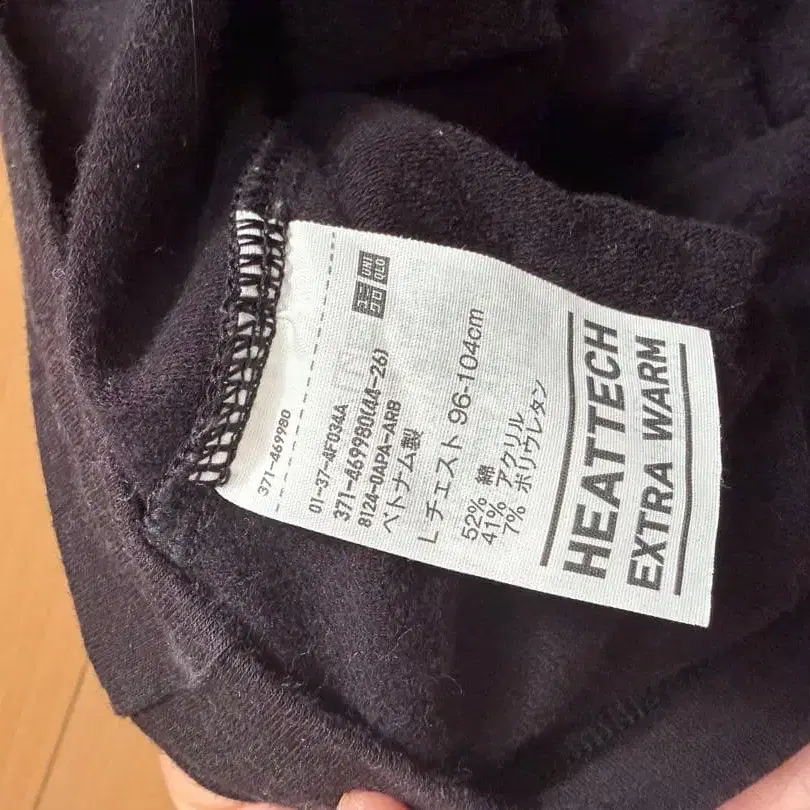 371-469980
ユニ
クロ
UNI
QLO
01-37-4F034A
371-469980(44-26)
8124-0APA-ARB
ベトナム製
L チェスト 96-104cm
52% 綿
41% アクリル
7% ポリウレタン
HEATTECH
EXTRA WARM